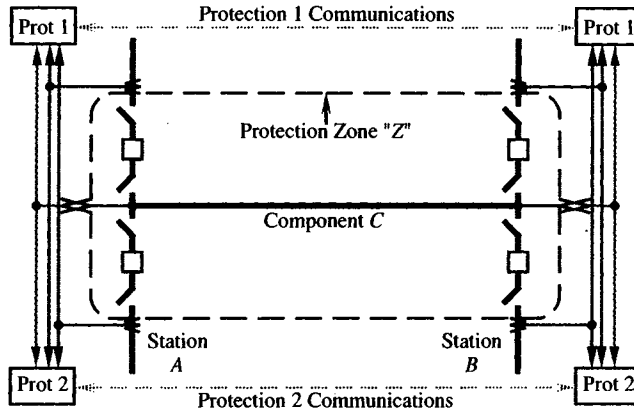 Protection 1 Communications
Prot 1
Prot 1
Protection Zone "Z"
Component C
Station
A
Station
B
Prot 2
Prot 2
Protection 2 Communications